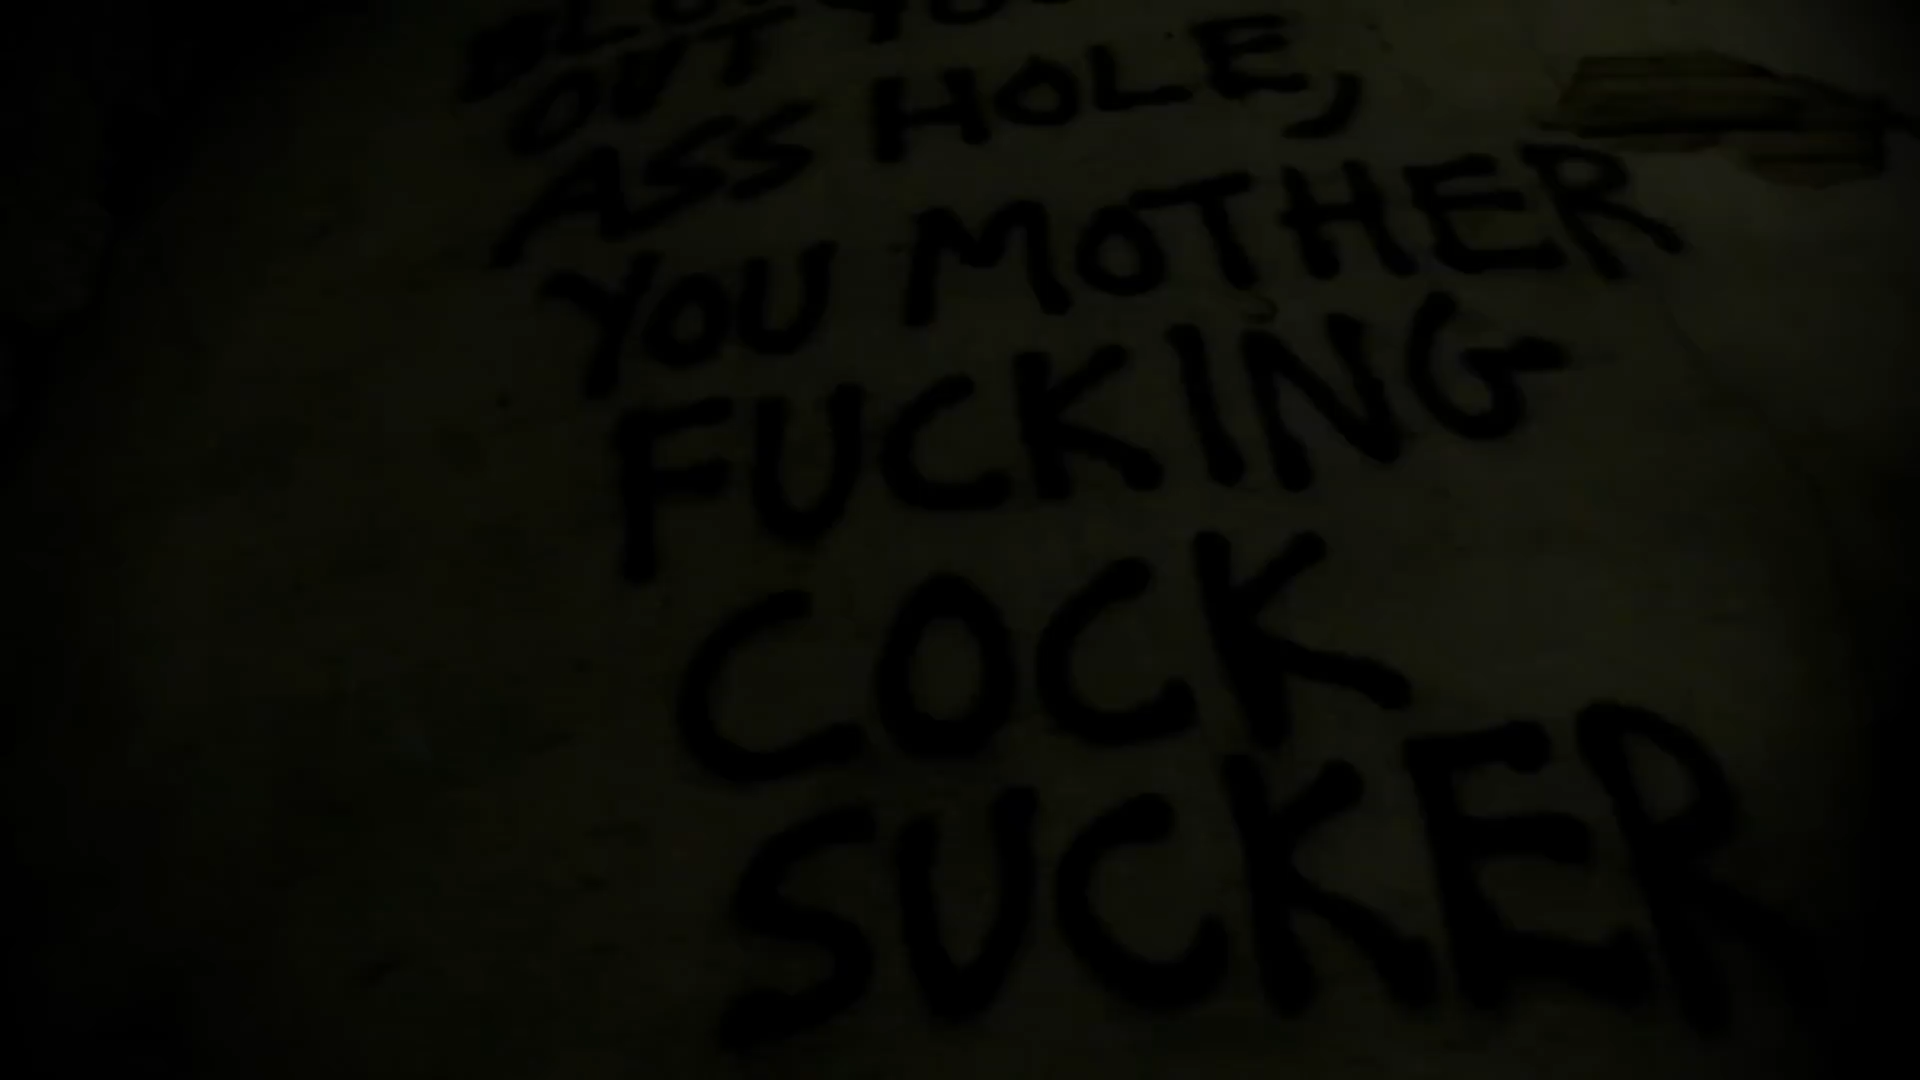 OUT
ASS HOLE,
YOU MOTHER
FUCKING
COCK
SUCKER